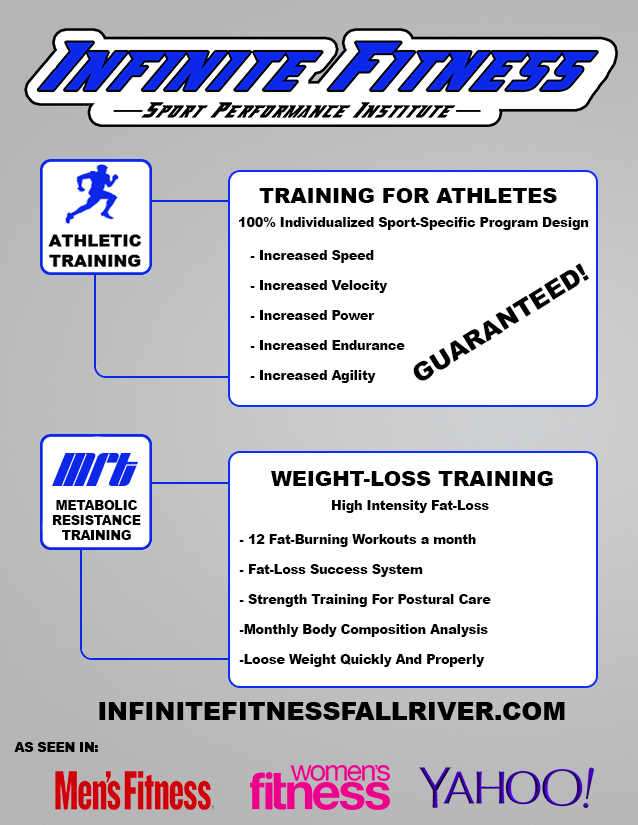 INFINITE FITNESS
SPORT PERFORMANCE INSTITUTE
ATHLETIC
TRAINING
TRAINING FOR ATHLETES
100% Individualized Sport-Specific Program Design
- Increased Speed
- Increased Velocity
- Increased Power
- Increased Endurance
- Increased Agility
GUARANTEED!
mrt
METABOLIC
RESISTANCE
TRAINING
WEIGHT-LOSS TRAINING
High Intensity Fat-Loss
- 12 Fat-Burning Workouts a month
- Fat-Loss Success System
- Strength Training For Postural Care
-Monthly Body Composition Analysis
-Loose Weight Quickly And Properly
INFINITEFITNESSFALLRIVER.COM
AS SEEN IN:
Men's Fitness
women's
fitness
YAHOO!